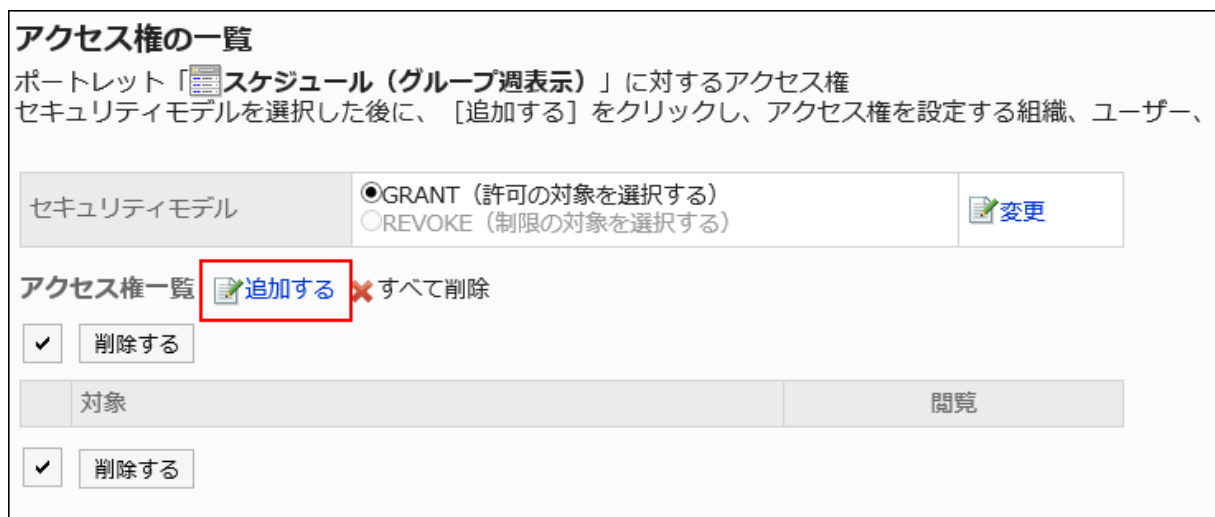 アクセス権の一覧
ポートレット「スケジュール（グループ週表示）」に対するアクセス権
セキュリティモデルを選択した後に、［追加する］をクリックし、アクセス権を設定する組織、ユーザー、
セキュリティモデル
GRANT（許可の対象を選択する）
REVOKE（制限の対象を選択する）
変更
アクセス権一覧 追加する すべて削除
削除する
対象 閲覧
削除する